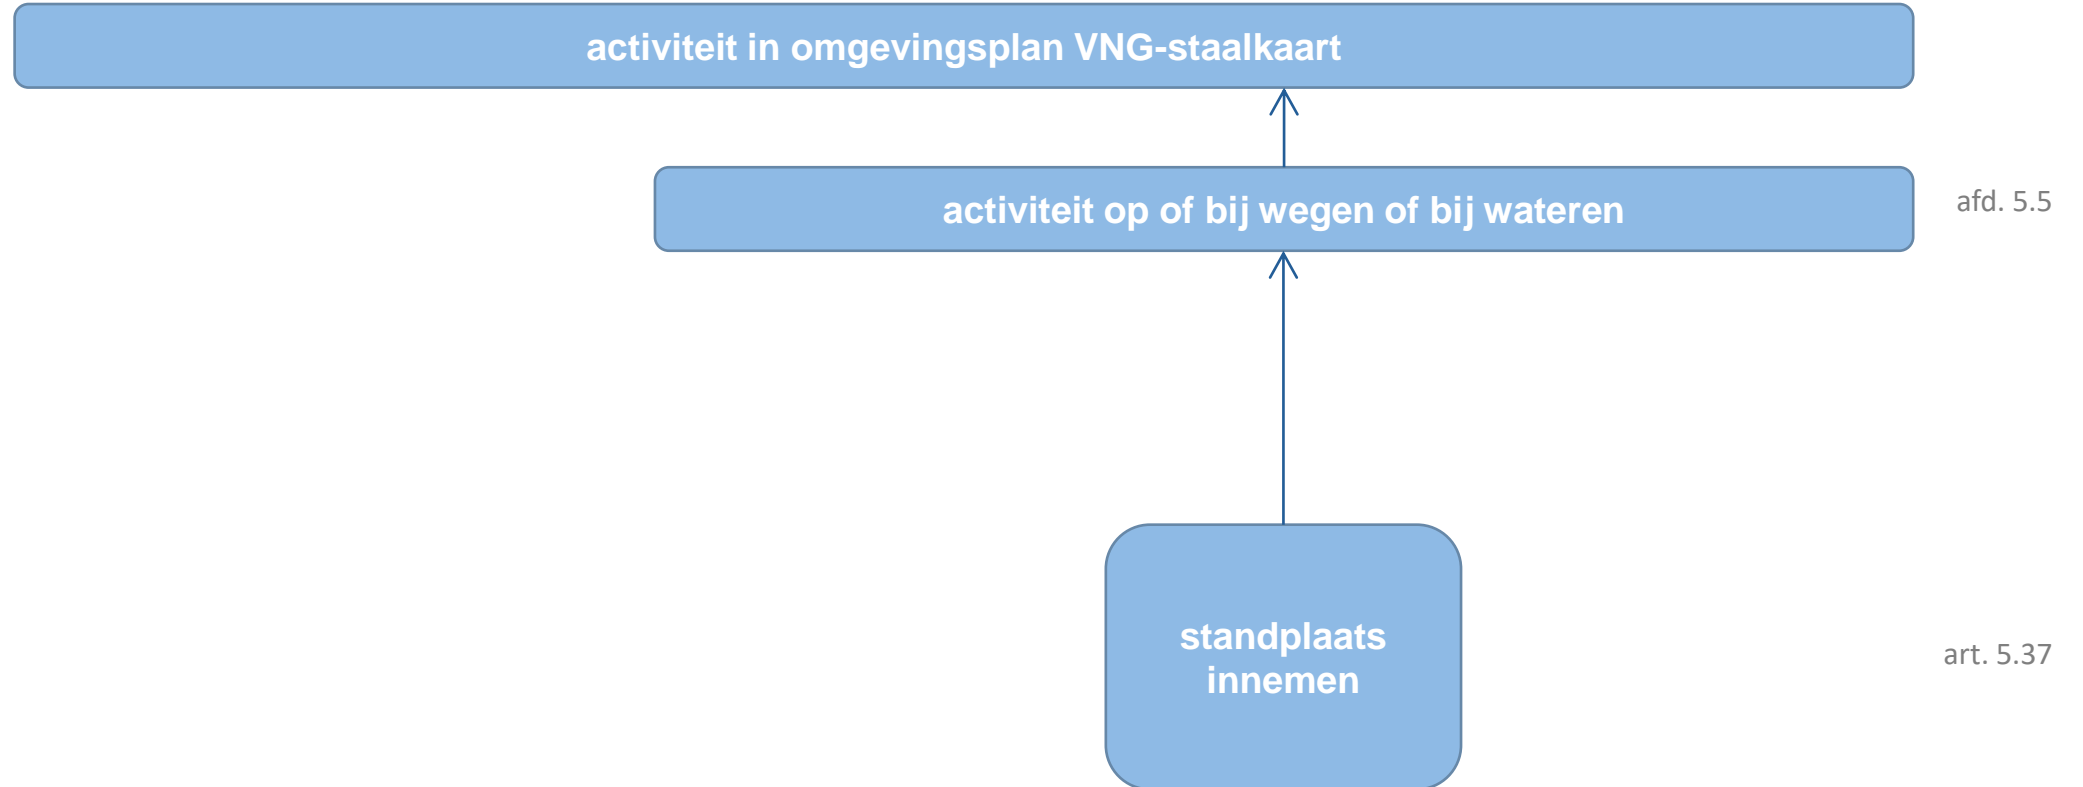 activiteit in omgevingsplan VNG-staalkaart
activiteit op of bij wegen of bij wateren
afd. 5.5
standplaats
innemen
art. 5.37